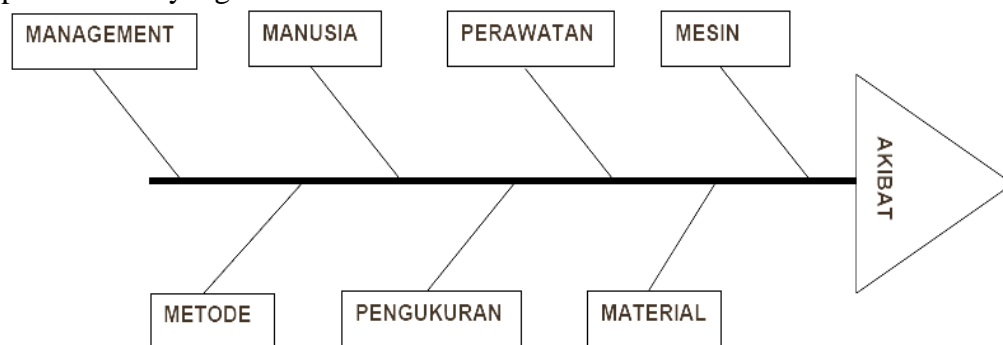 MANAGEMENT
MANUSIA
PERAWATAN
MESIN
AKIBAT
METODE
PENGUKURAN
MATERIAL